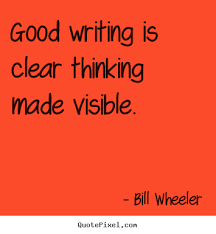 Good writing is
clear thinking
made visible.
- Bill Wheeler
QuotePixel.com